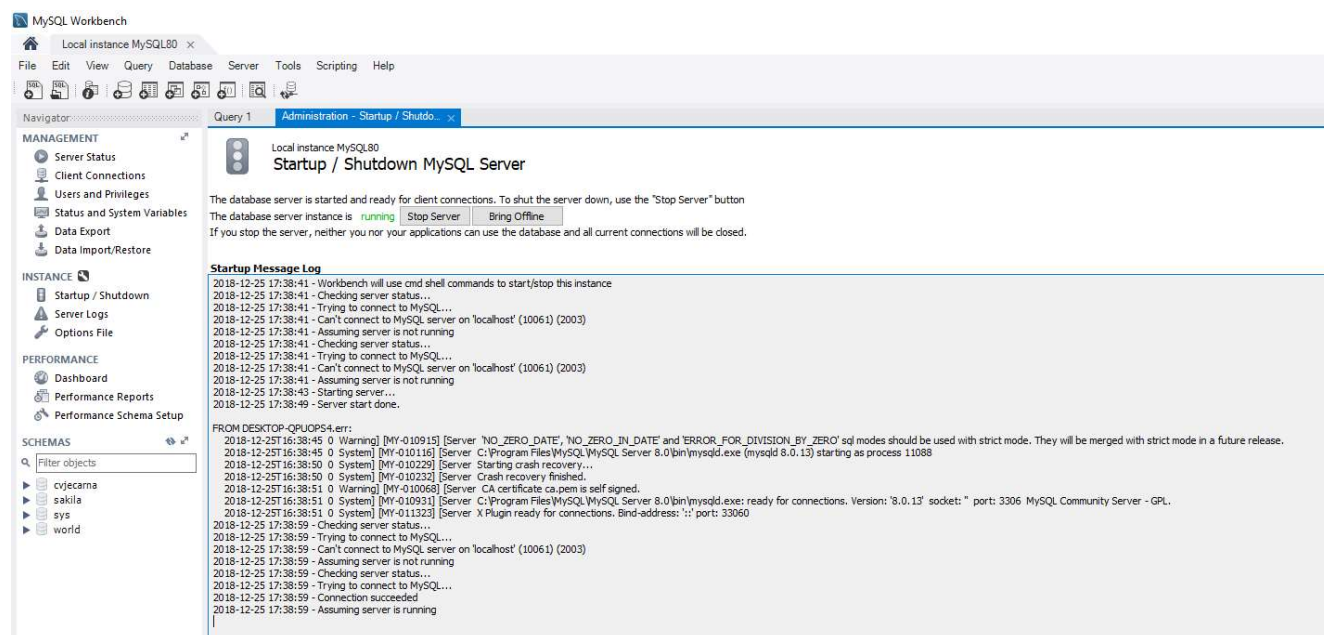 MySQL Workbench
Local instance MySQL80 ×
File Edit View Query Database Server Tools Scripting Help
Navigator
MANAGEMENT
Server Status
Client Connections
Users and Privileges
Status and System Variables
Data Export
Data Import/Restore
INSTANCE
Startup / Shutdown
Server Logs
Options File
PERFORMANCE
Dashboard
Performance Reports
Performance Schema Setup
SCHEMAS
Filter objects
cvjecarna
sakila
sys
world
Query 1 Administration - Startup / Shutdo... ×
Local instance MySQL80
Startup / Shutdown MySQL Server
The database server is started and ready for client connections. To shut the server down, use the "Stop Server" button
The database server instance is running Stop Server Bring Offline
If you stop the server, neither you nor your applications can use the database and all current connections will be closed.
Startup Message Log
2018-12-25 17:38:41 - Workbench will use cmd shell commands to start/stop this instance
2018-12-25 17:38:41 - Checking server status...
2018-12-25 17:38:41 - Trying to connect to MySQL...
2018-12-25 17:38:41 - Can't connect to MySQL server on 'localhost' (10061) (2003)
2018-12-25 17:38:41 - Assuming server is not running
2018-12-25 17:38:41 - Checking server status...
2018-12-25 17:38:41 - Trying to connect to MySQL...
2018-12-25 17:38:41 - Can't connect to MySQL server on 'localhost' (10061) (2003)
2018-12-25 17:38:41 - Assuming server is not running
2018-12-25 17:38:43 - Starting server...
2018-12-25 17:38:49 - Server start done.
FROM DESKTOP-QPUOPS4.err:
2018-12-25T16:38:45 0 Warning] [MY-010915] [Server 'NO_ZERO_DATE', 'NO_ZERO_IN_DATE' and 'ERROR_FOR_DIVISION_BY_ZERO' sql modes should be used with strict mode. They will be merged with strict mode in a future release.
2018-12-25T16:38:45 0 System] [MY-010116] [Server C:\Program Files\MySQL\MySQL Server 8.0\bin\mysqld.exe (mysqld 8.0.13) starting as process 11088
2018-12-25T16:38:50 0 System] [MY-010229] [Server Starting crash recovery...
2018-12-25T16:38:50 0 System] [MY-010232] [Server Crash recovery finished.
2018-12-25T16:38:51 0 Warning] [MY-010068] [Server CA certificate ca.pem is self signed.
2018-12-25T16:38:51 0 System] [MY-010931] [Server C:\Program Files\MySQL\MySQL Server 8.0\bin\mysqld.exe: ready for connections. Version: '8.0.13' socket: '' port: 3306 MySQL Community Server - GPL.
2018-12-25T16:38:51 0 System] [MY-011323] [Server X Plugin ready for connections. Bind-address: '::' port: 33060
2018-12-25 17:38:59 - Checking server status...
2018-12-25 17:38:59 - Trying to connect to MySQL...
2018-12-25 17:38:59 - Can't connect to MySQL server on 'localhost' (10061) (2003)
2018-12-25 17:38:59 - Assuming server is not running
2018-12-25 17:38:59 - Checking server status...
2018-12-25 17:38:59 - Trying to connect to MySQL...
2018-12-25 17:38:59 - Connection succeeded
2018-12-25 17:38:59 - Assuming server is running